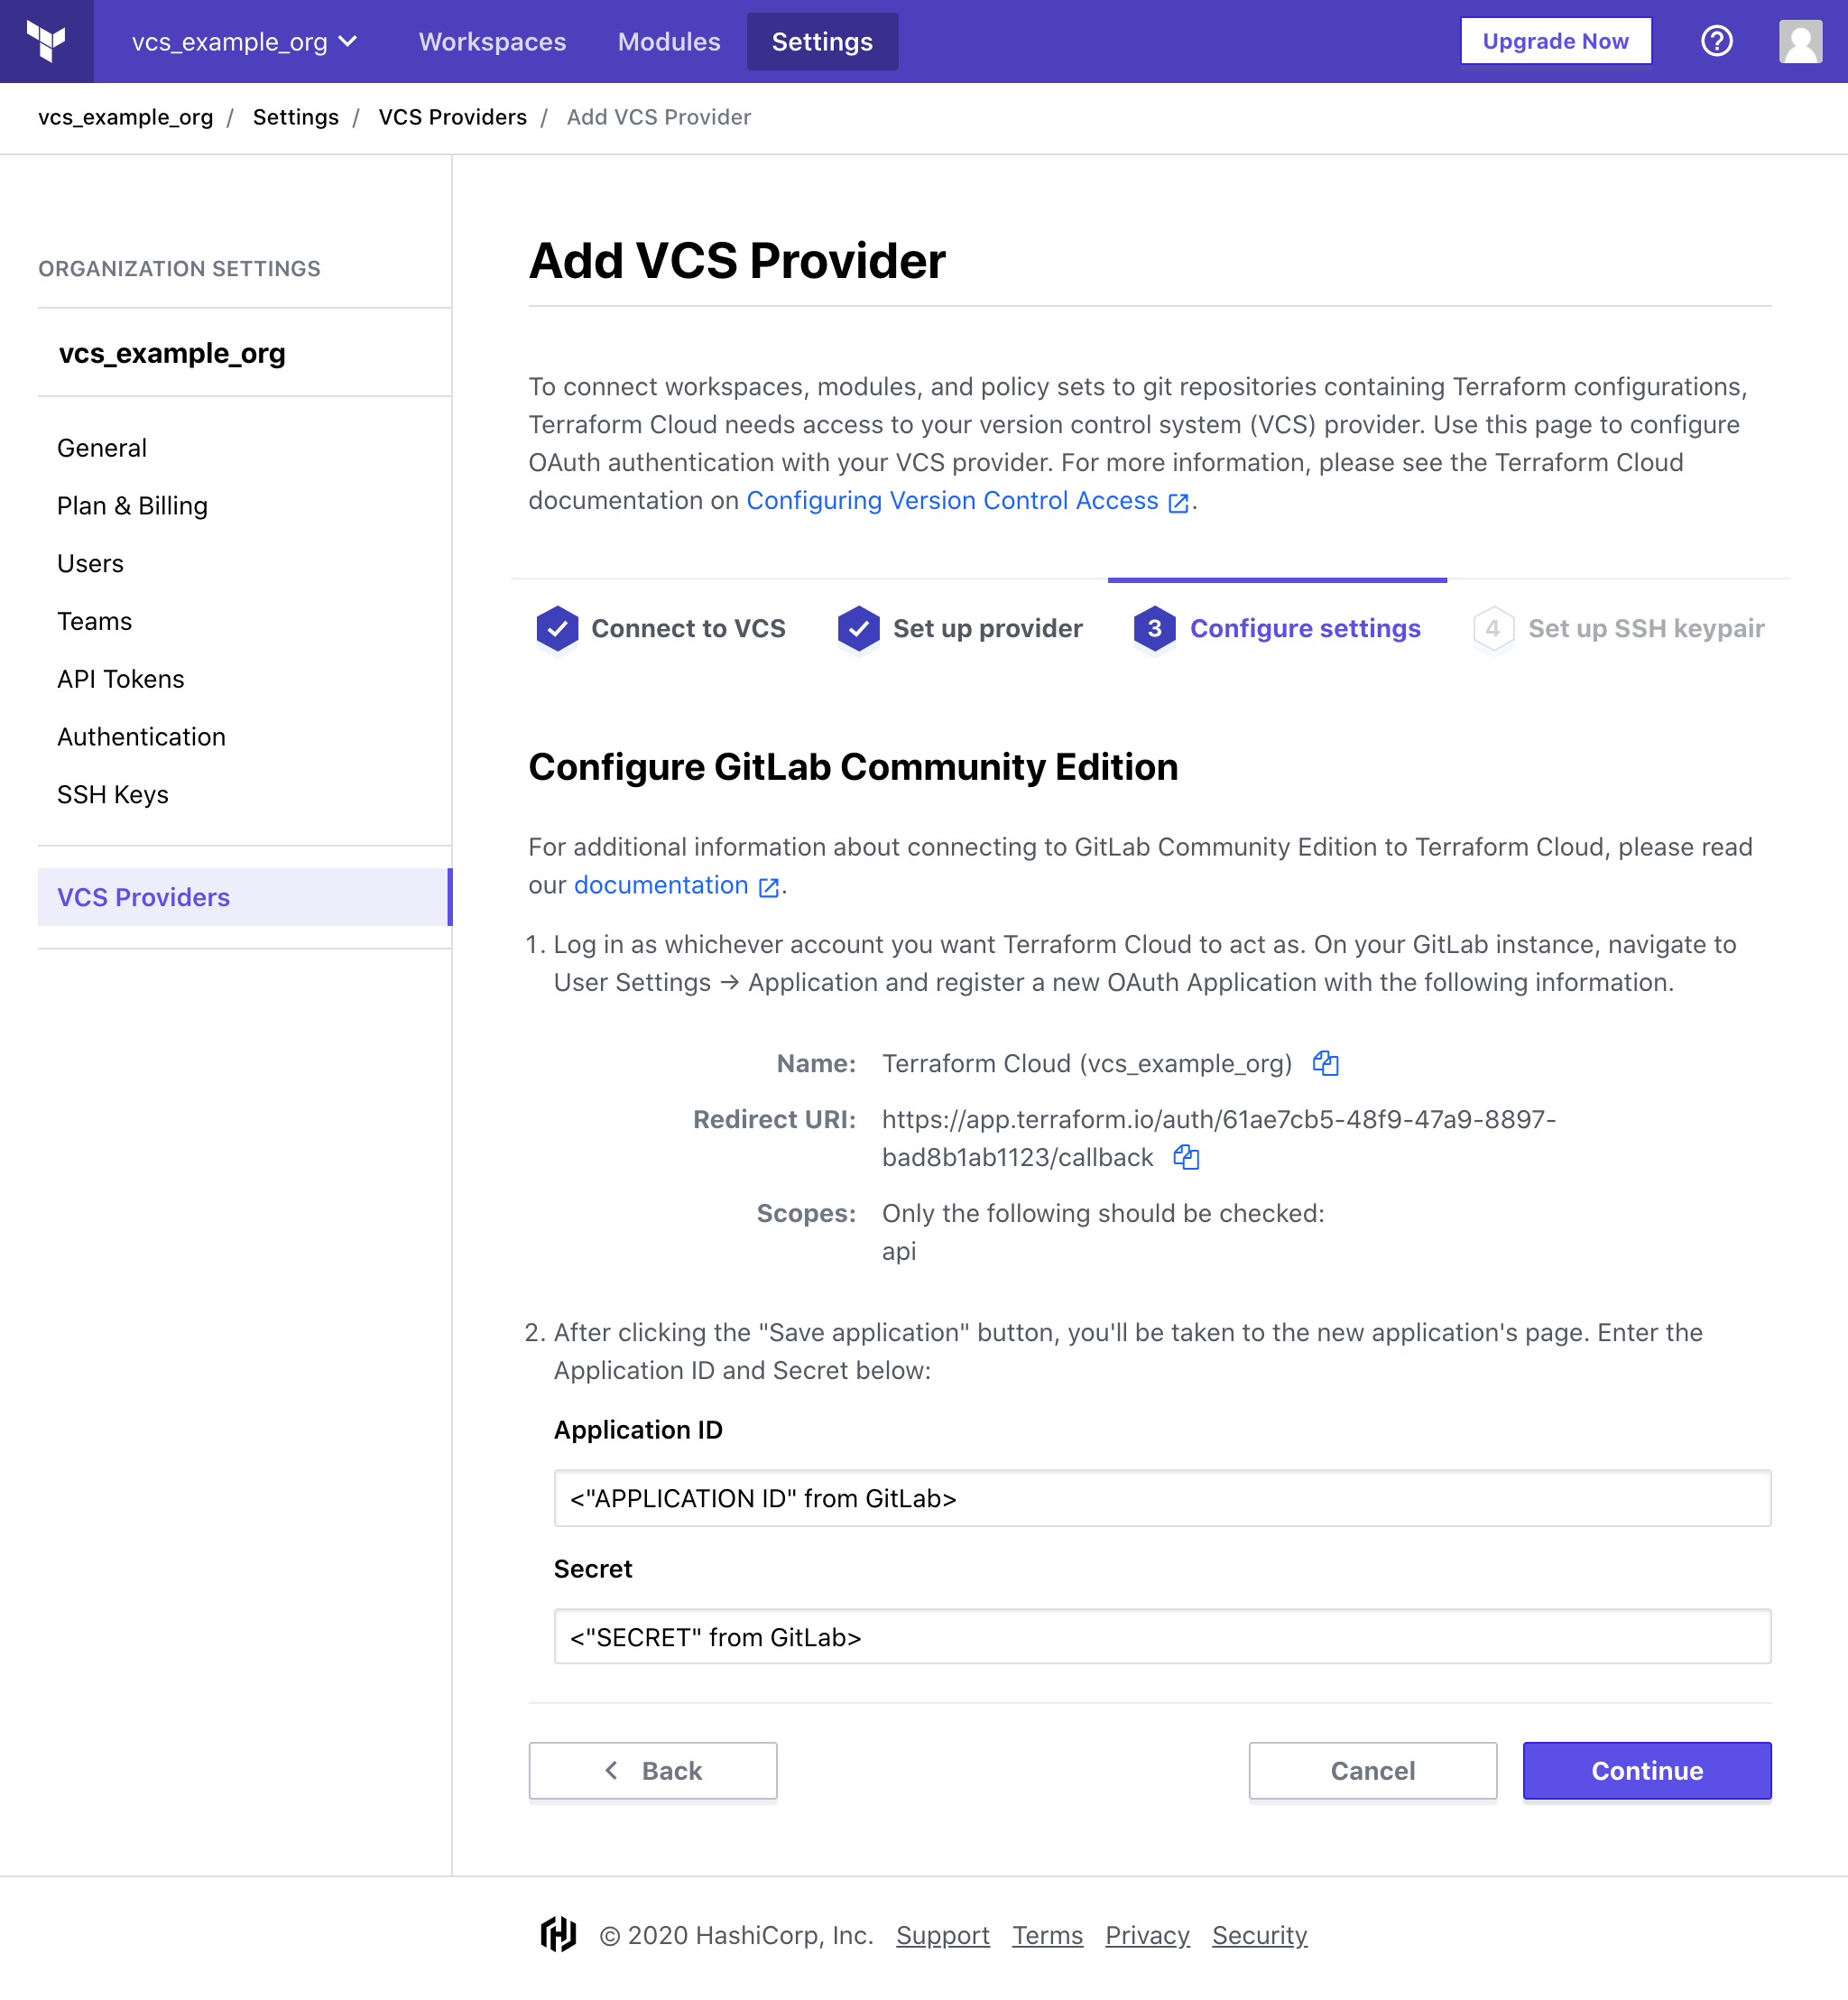 vcs_example_org Workspaces Modules Settings Upgrade Now
vcs_example_org / Settings / VCS Providers / Add VCS Provider
ORGANIZATION SETTINGS
vcs_example_org
General
Plan & Billing
Users
Teams
API Tokens
Authentication
SSH Keys
VCS Providers
Add VCS Provider
To connect workspaces, modules, and policy sets to git repositories containing Terraform configurations,
Terraform Cloud needs access to your version control system (VCS) provider. Use this page to configure
OAuth authentication with your VCS provider. For more information, please see the Terraform Cloud
documentation on Configuring Version Control Access.
Connect to VCS Set up provider 3 Configure settings 4 Set up SSH keypair
Configure GitLab Community Edition
For additional information about connecting to GitLab Community Edition to Terraform Cloud, please read
our documentation.
1. Log in as whichever account you want Terraform Cloud to act as. On your GitLab instance, navigate to
User Settings → Application and register a new OAuth Application with the following information.
Name: Terraform Cloud (vcs_example_org)
Redirect URI: https://app.terraform.io/auth/61ae7cb5-48f9-47a9-8897-
bad8b1ab1123/callback
Scopes: Only the following should be checked:
api
2. After clicking the "Save application" button, you'll be taken to the new application's page. Enter the
Application ID and Secret below:
Application ID
<"APPLICATION ID" from GitLab>
Secret
<"SECRET" from GitLab>
Back Cancel Continue
© 2020 HashiCorp, Inc. Support Terms Privacy Security